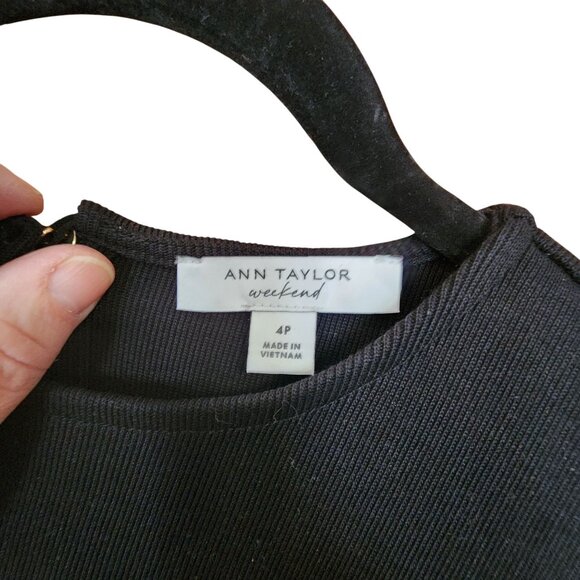 ANN TAYLOR
weekend
4P
MADE IN
VIETNAM